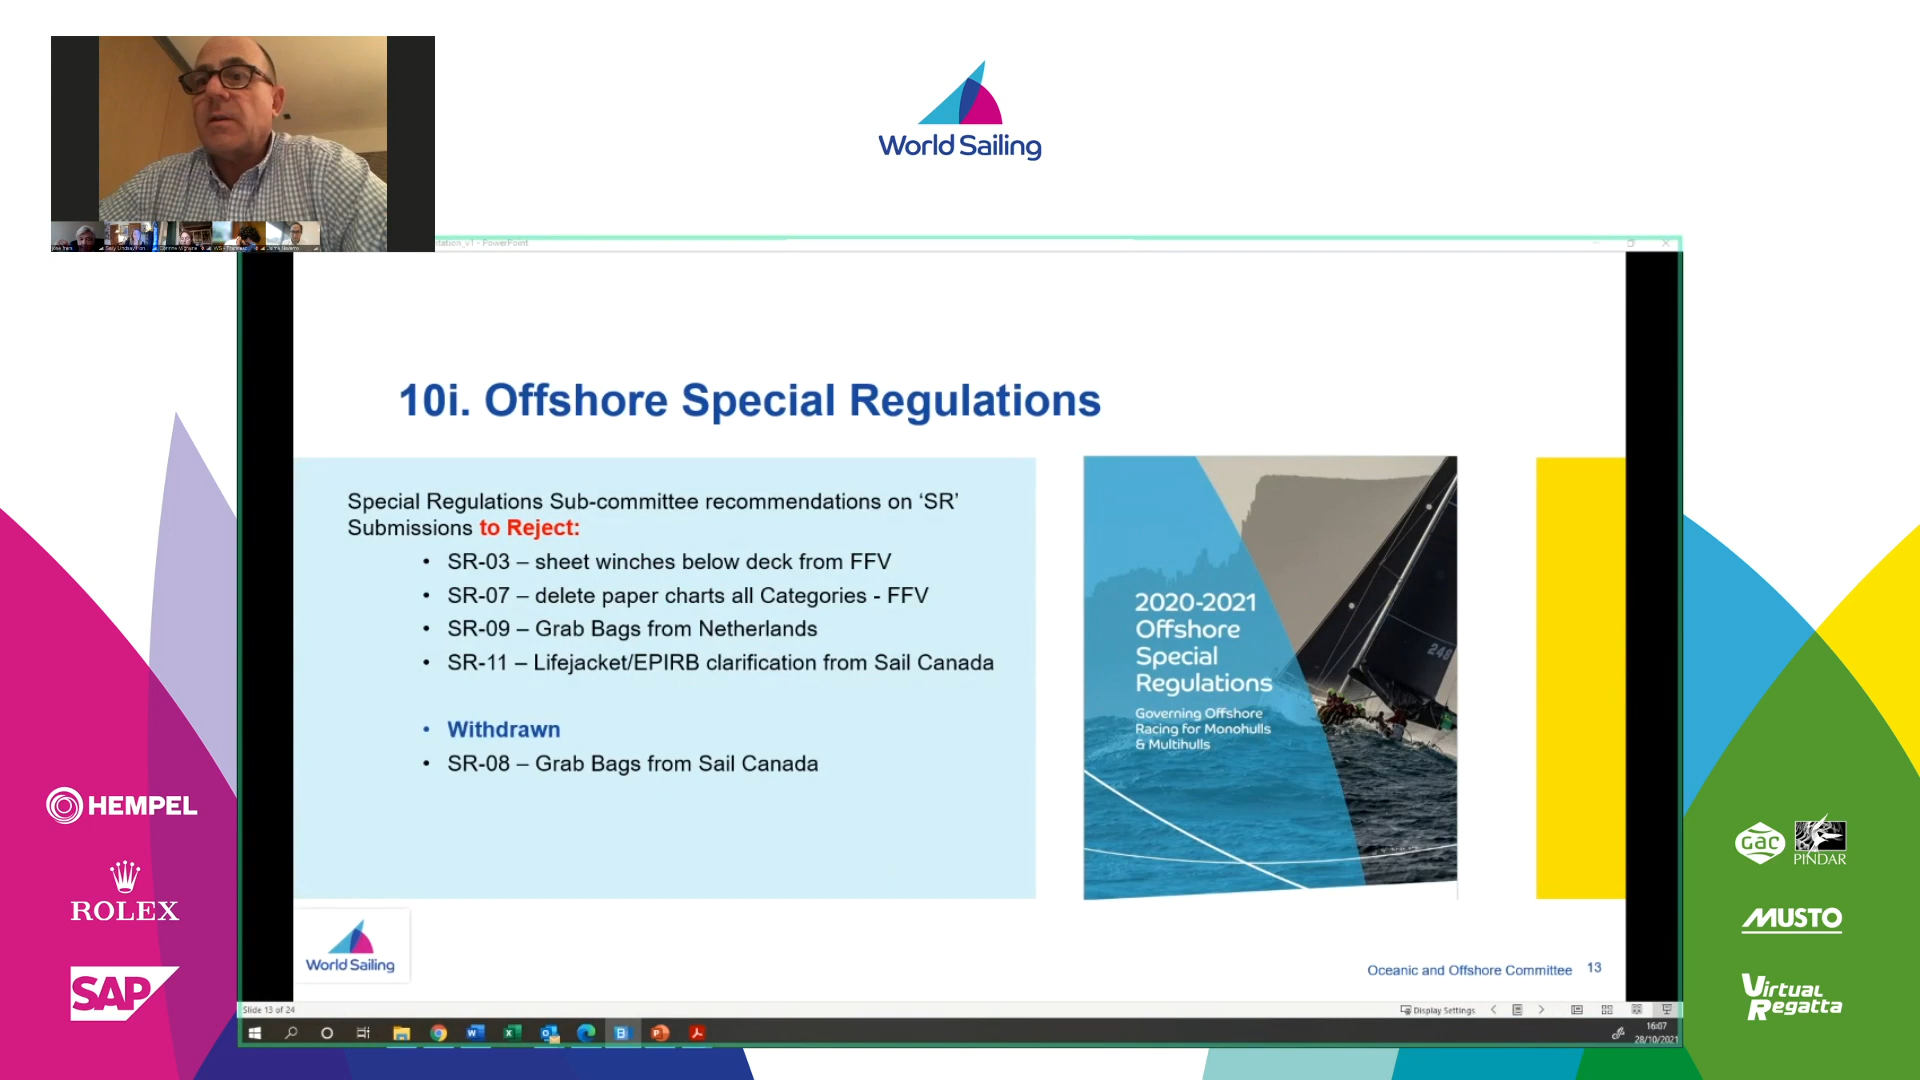 World Sailing
tation_v1 - PowerPoint
10i. Offshore Special Regulations
Special Regulations Sub-committee recommendations on ‘SR’
Submissions to Reject:
• SR-03 – sheet winches below deck from FFV
• SR-07 – delete paper charts all Categories - FFV
• SR-09 – Grab Bags from Netherlands
• SR-11 – Lifejacket/EPIRB clarification from Sail Canada
• Withdrawn
• SR-08 – Grab Bags from Sail Canada
2020-2021
Offshore
Special
Regulations
Governing Offshore
Racing for Monohulls
& Multihulls
248
World Sailing
Oceanic and Offshore Committee 13
Slide 13 of 24
Display Settings
16:07
28/10/2021
HEMPEL
ROLEX
SAP
GAC
PINDAR
MUSTO
Virtual
Regatta